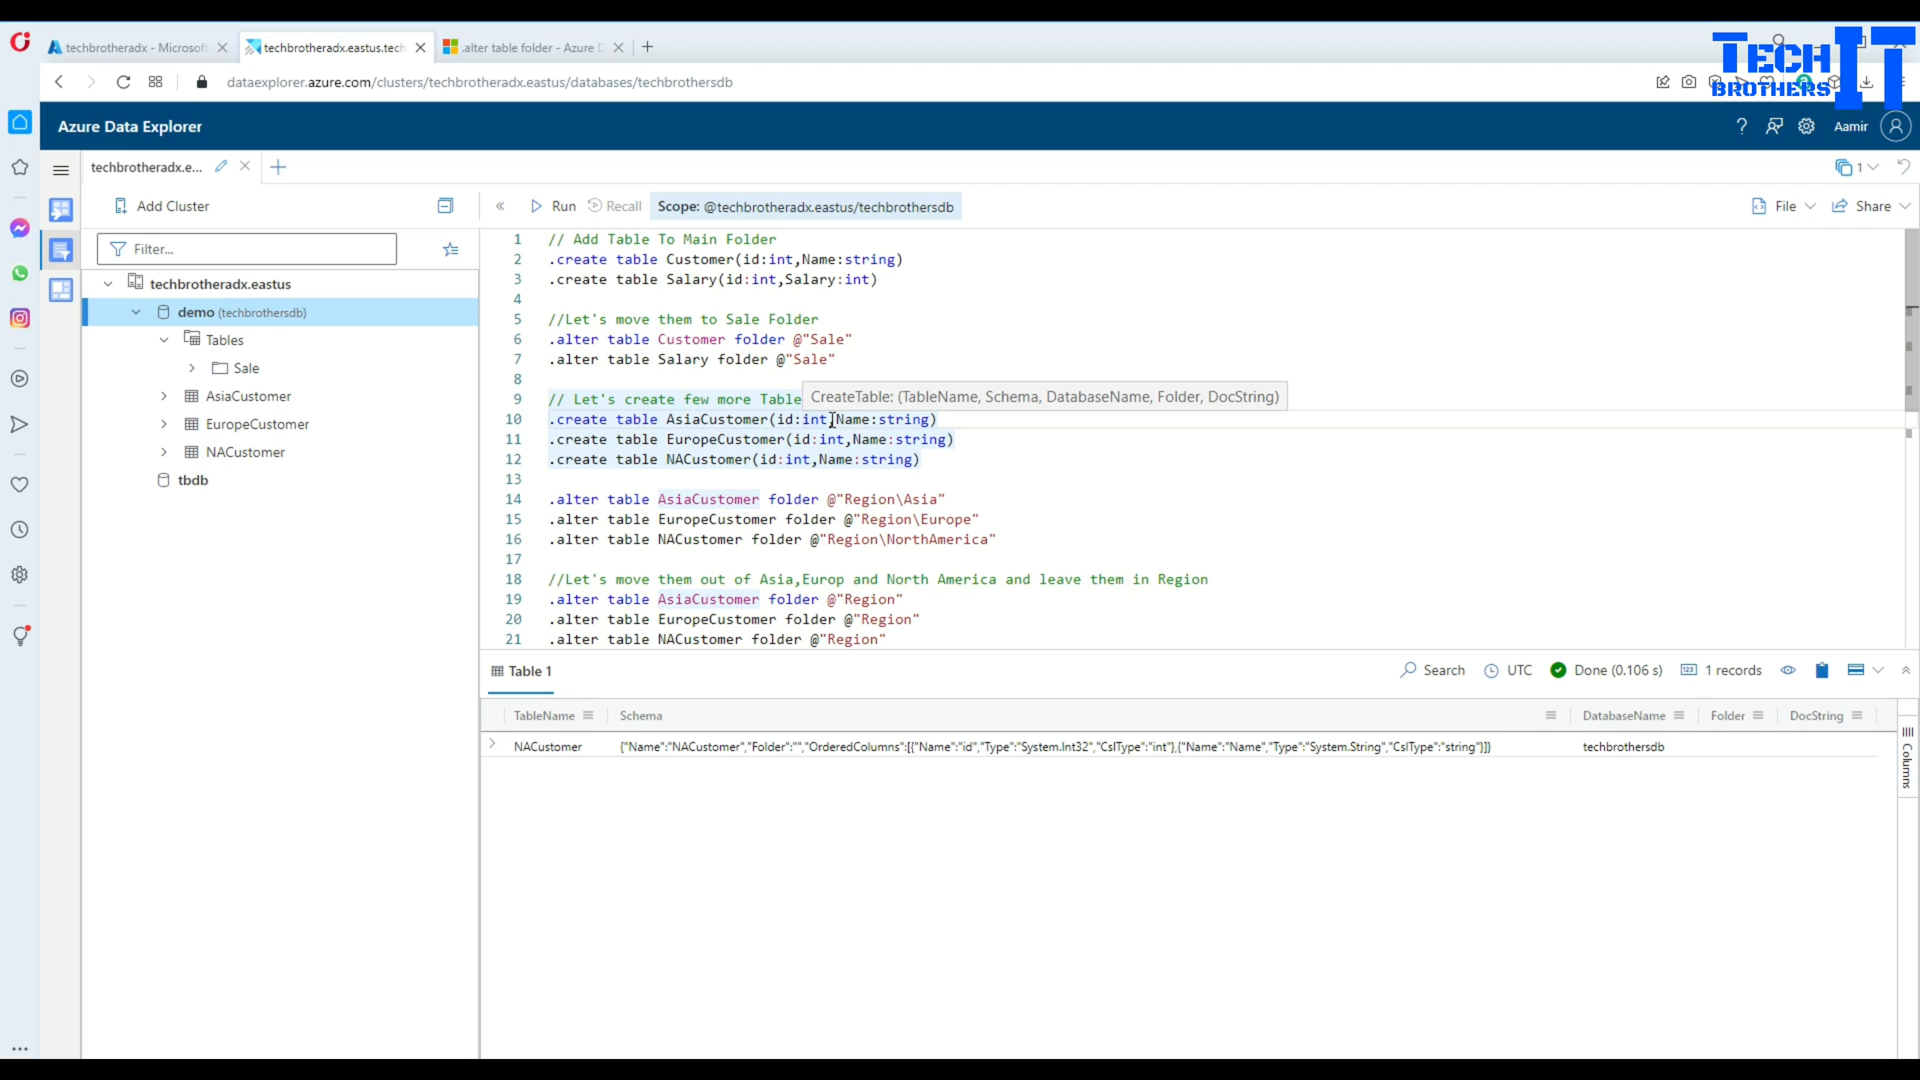 techbrotheradx - Microsoft
techbrotheradx.eastus.tech
.alter table folder - Azure D
TECH IT
BROTHERS
dataexplorer.azure.com/clusters/techbrotheradx.eastus/databases/techbrothersdb
Azure Data Explorer
Aamir
techbrotheradx.e...
1
Add Cluster
Run
Recall
Scope: @techbrotheradx.eastus/techbrothersdb
File
Share
Filter...
techbrotheradx.eastus
demo (techbrothersdb)
Tables
Sale
AsiaCustomer
EuropeCustomer
NACustomer
tbdb
1 // Add Table To Main Folder
2 .create table Customer(id:int,Name:string)
3 .create table Salary(id:int,Salary:int)
4
5 //Let's move them to Sale Folder
6 .alter table Customer folder @"Sale"
7 .alter table Salary folder @"Sale"
8
9 // Let's create few more Table
CreateTable: (TableName, Schema, DatabaseName, Folder, DocString)
10 .create table AsiaCustomer(id:int,Name:string)
11 .create table EuropeCustomer(id:int,Name:string)
12 .create table NACustomer(id:int,Name:string)
13
14 .alter table AsiaCustomer folder @"Region\Asia"
15 .alter table EuropeCustomer folder @"Region\Europe"
16 .alter table NACustomer folder @"Region\NorthAmerica"
17
18 //Let's move them out of Asia,Europ and North America and leave them in Region
19 .alter table AsiaCustomer folder @"Region"
20 .alter table EuropeCustomer folder @"Region"
21 .alter table NACustomer folder @"Region"
Table 1
Search
UTC
Done (0.106 s)
1 records
TableName Schema DatabaseName Folder DocString
NACustomer {"Name":"NACustomer","Folder":"","OrderedColumns":[{"Name":"id","Type":"System.Int32","CslType":"int"},{"Name":"Name","Type":"System.String","CslType":"string"}]} techbrothersdb
Columns